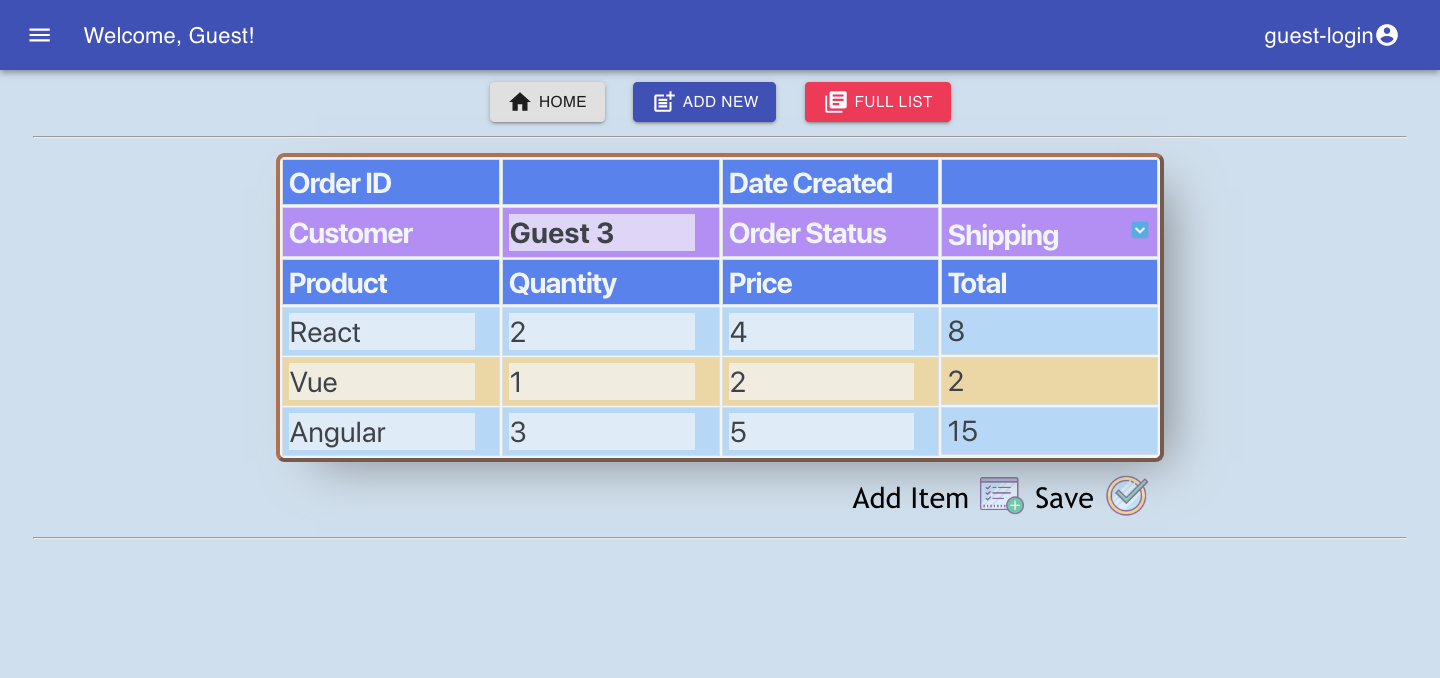 Welcome, Guest! guest-login
HOME ADD NEW FULL LIST
Order ID Date Created
Customer Guest 3 Order Status Shipping
Product Quantity Price Total
React 2 4 8
Vue 1 2 2
Angular 3 5 15
Add Item Save